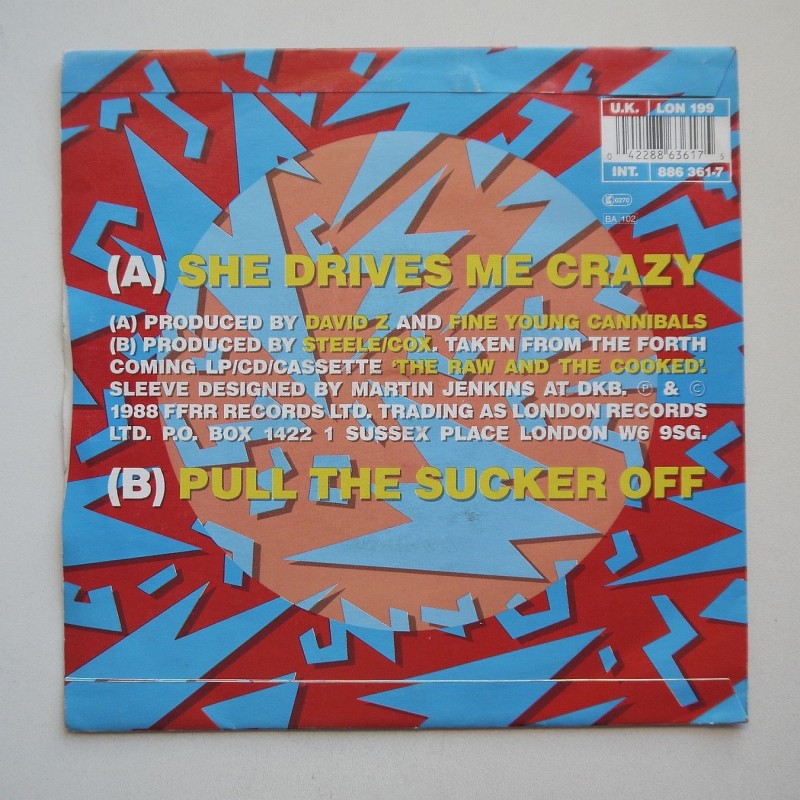 U.K. LON 199
0 42288 63617 5
INT. 886 361-7
0270
BA 102
(A) SHE DRIVES ME CRAZY
(A) PRODUCED BY DAVID Z AND FINE YOUNG CANNIBALS
(B) PRODUCED BY STEELE/COX. TAKEN FROM THE FORTH
COMING LP/CD/CASSETTE 'THE RAW AND THE COOKED'.
SLEEVE DESIGNED BY MARTIN JENKINS AT DKB. ℗ & ©
1988 FFRR RECORDS LTD. TRADING AS LONDON RECORDS
LTD. P.O. BOX 1422 1 SUSSEX PLACE LONDON W6 9SG.
(B) PULL THE SUCKER OFF